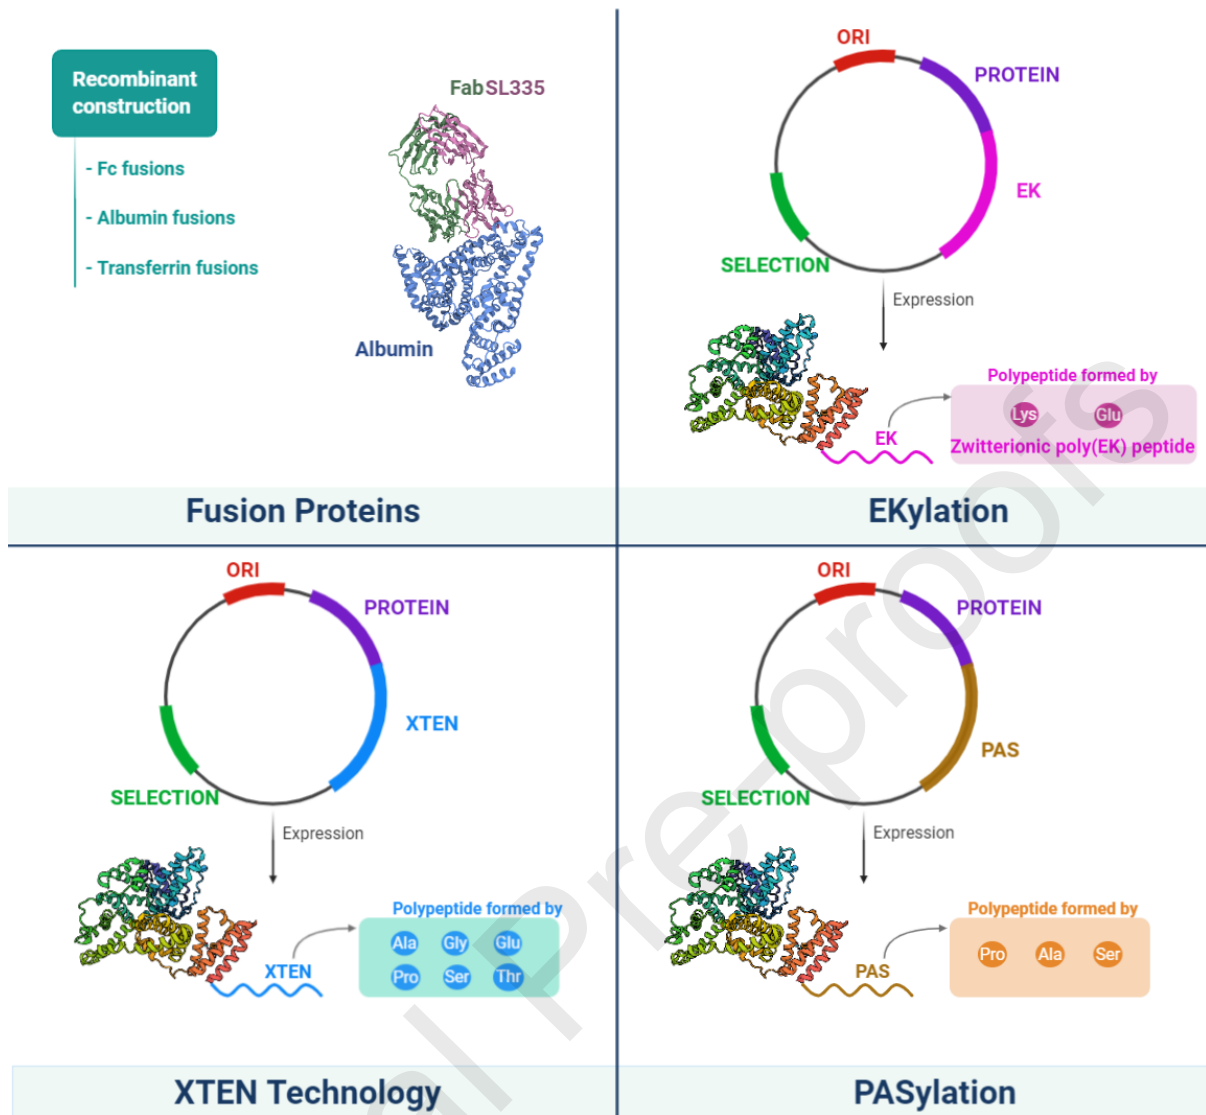 Recombinant
construction
- Fc fusions
- Albumin fusions
- Transferrin fusions
FabSL335
Albumin
Fusion Proteins
ORI
PROTEIN
EK
SELECTION
Expression
Polypeptide formed by
Lys Glu
EK
Zwitterionic poly(EK) peptide
EKylation
ORI
PROTEIN
XTEN
SELECTION
Expression
Polypeptide formed by
Ala Gly Glu
XTEN
Pro Ser Thr
XTEN Technology
ORI
PROTEIN
PAS
SELECTION
Expression
Polypeptide formed by
Pro Ala Ser
PAS
PASylation
al Pre-proofs